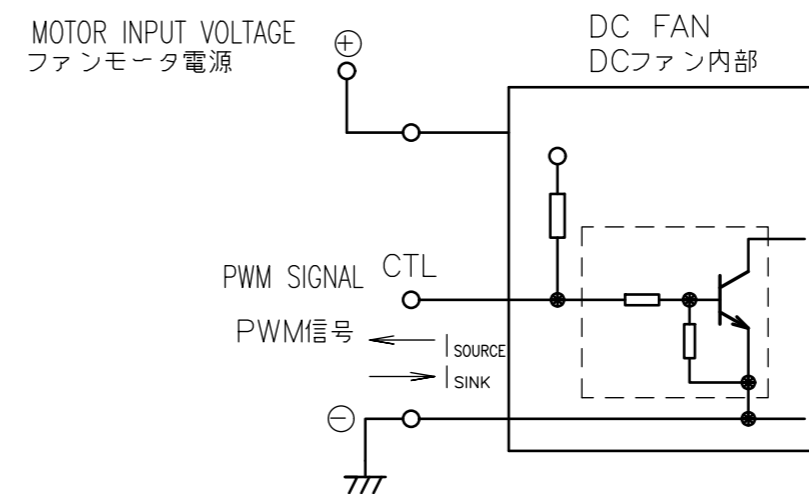 MOTOR INPUT VOLTAGE
ファンモータ電源
⊕
DC FAN
DCファン内部
PWM SIGNAL CTL
PWM信号
I SOURCE
I SINK
⊖